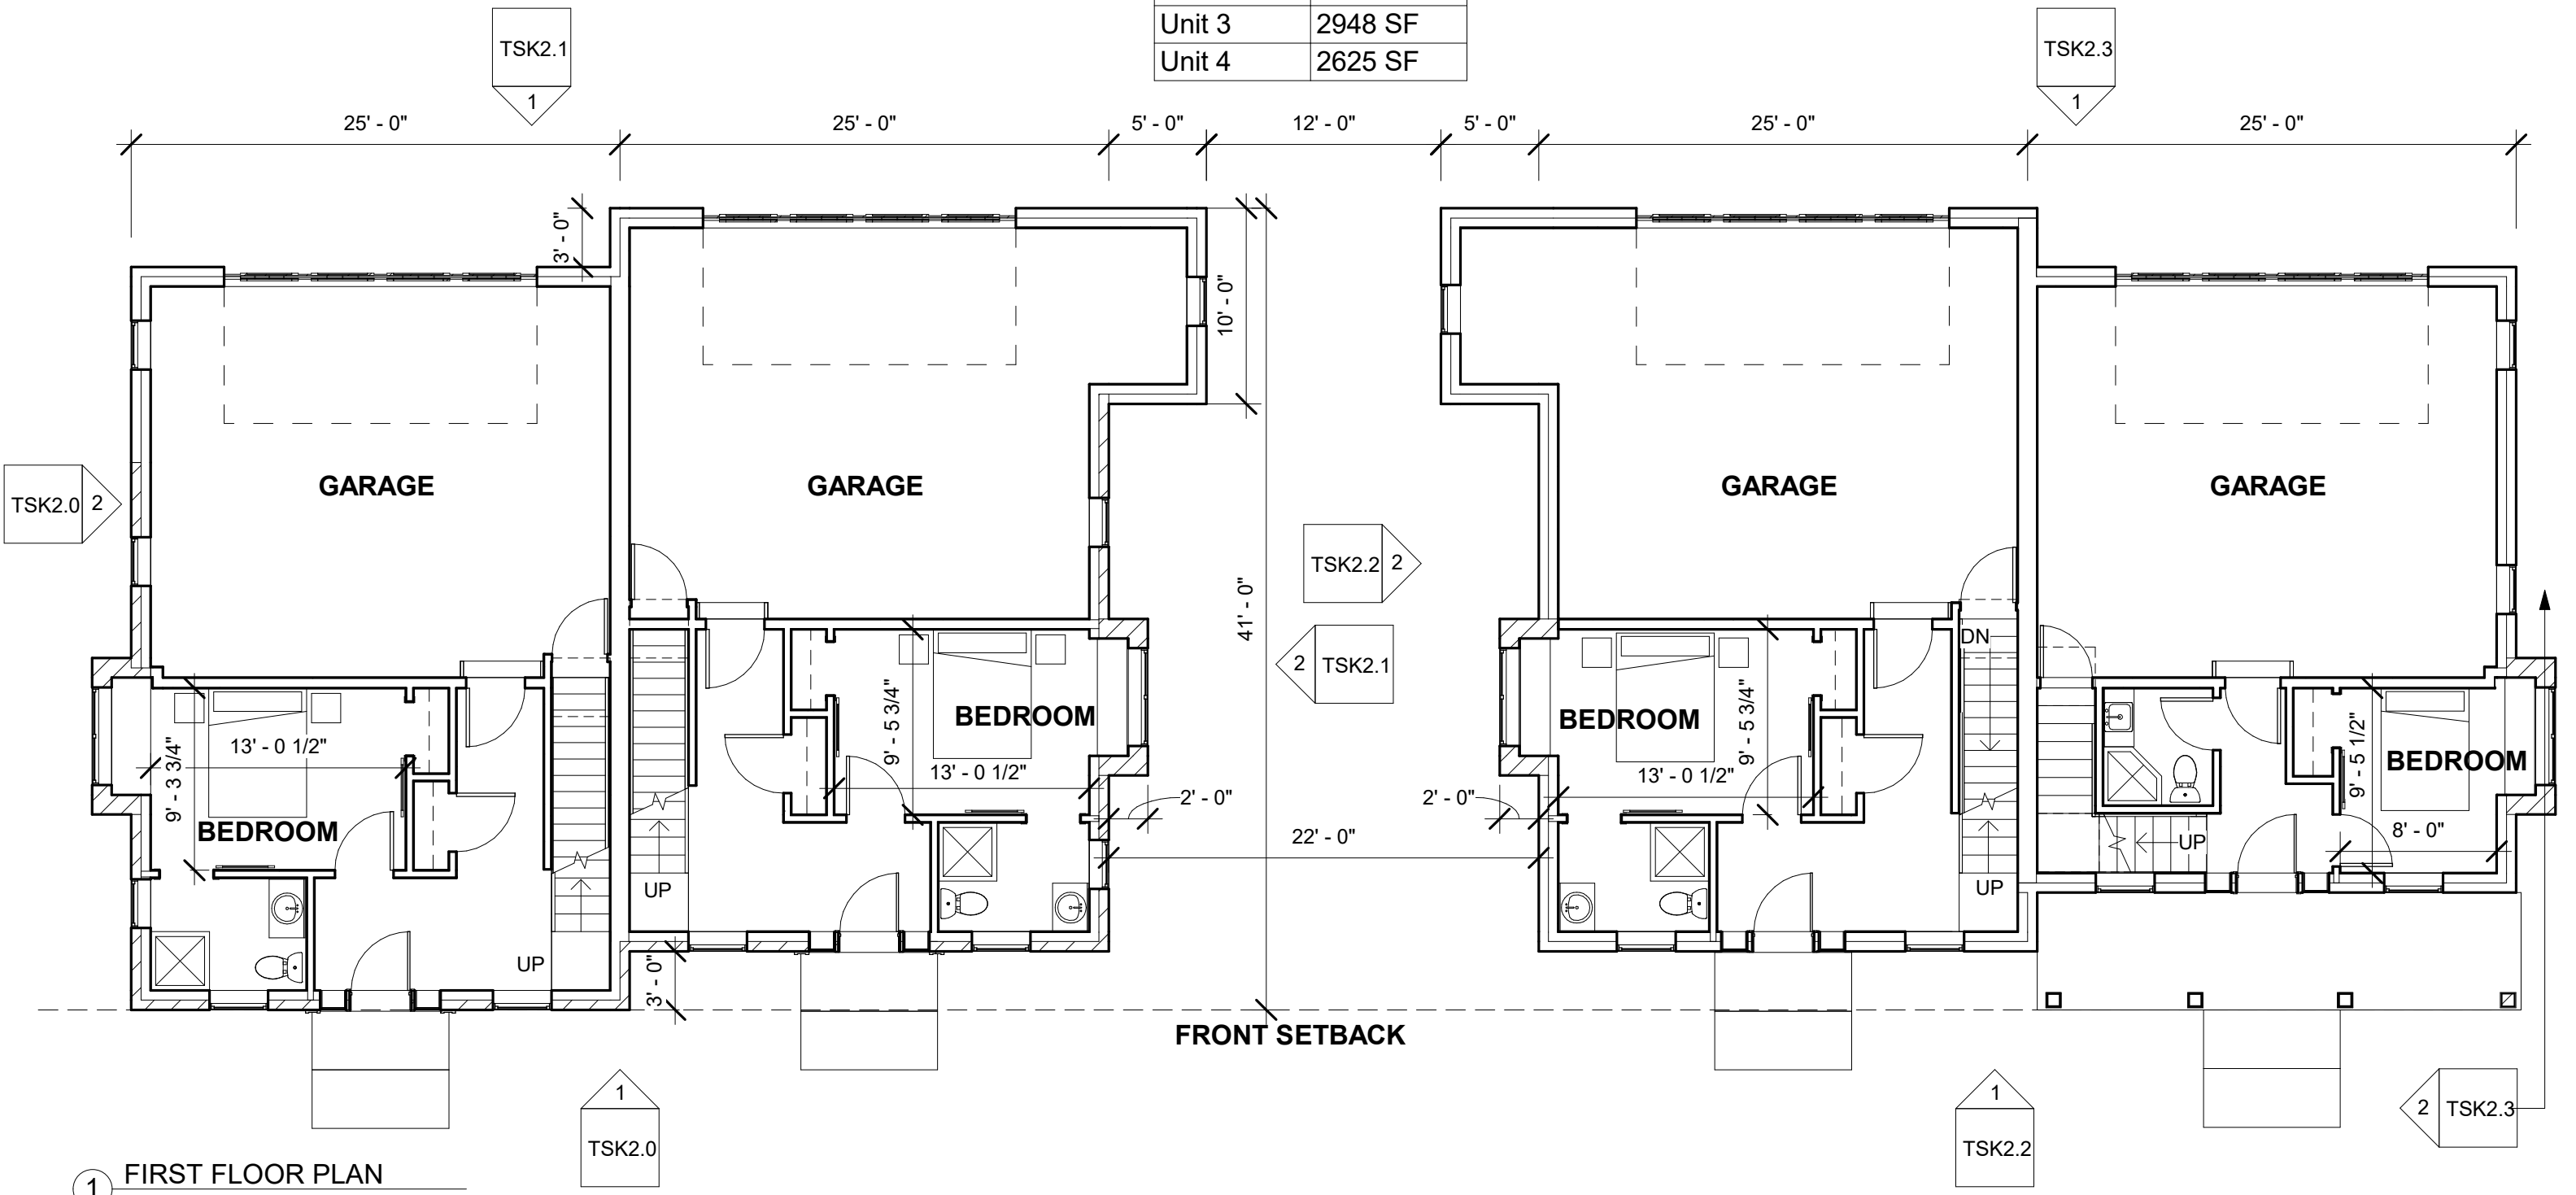 Unit 3 2948 SF
Unit 4 2625 SF
TSK2.1
1
TSK2.3
1
25' - 0" 25' - 0" 5' - 0" 12' - 0" 5' - 0" 25' - 0" 25' - 0"
3' - 0"
10' - 0"
GARAGE GARAGE GARAGE GARAGE
TSK2.0 2
TSK2.2 2
41' - 0"
2 TSK2.1
DN
BEDROOM BEDROOM
9' - 5 3/4" 9' - 5 3/4"
13' - 0 1/2" 13' - 0 1/2" 13' - 0 1/2"
9' - 3 3/4"
9' - 5 1/2"
BEDROOM
2' - 0" 2' - 0"
BEDROOM
22' - 0"
8' - 0"
UP
UP UP
UP
3' - 0"
FRONT SETBACK
1
TSK2.0
1
TSK2.2
2 TSK2.3
1 FIRST FLOOR PLAN